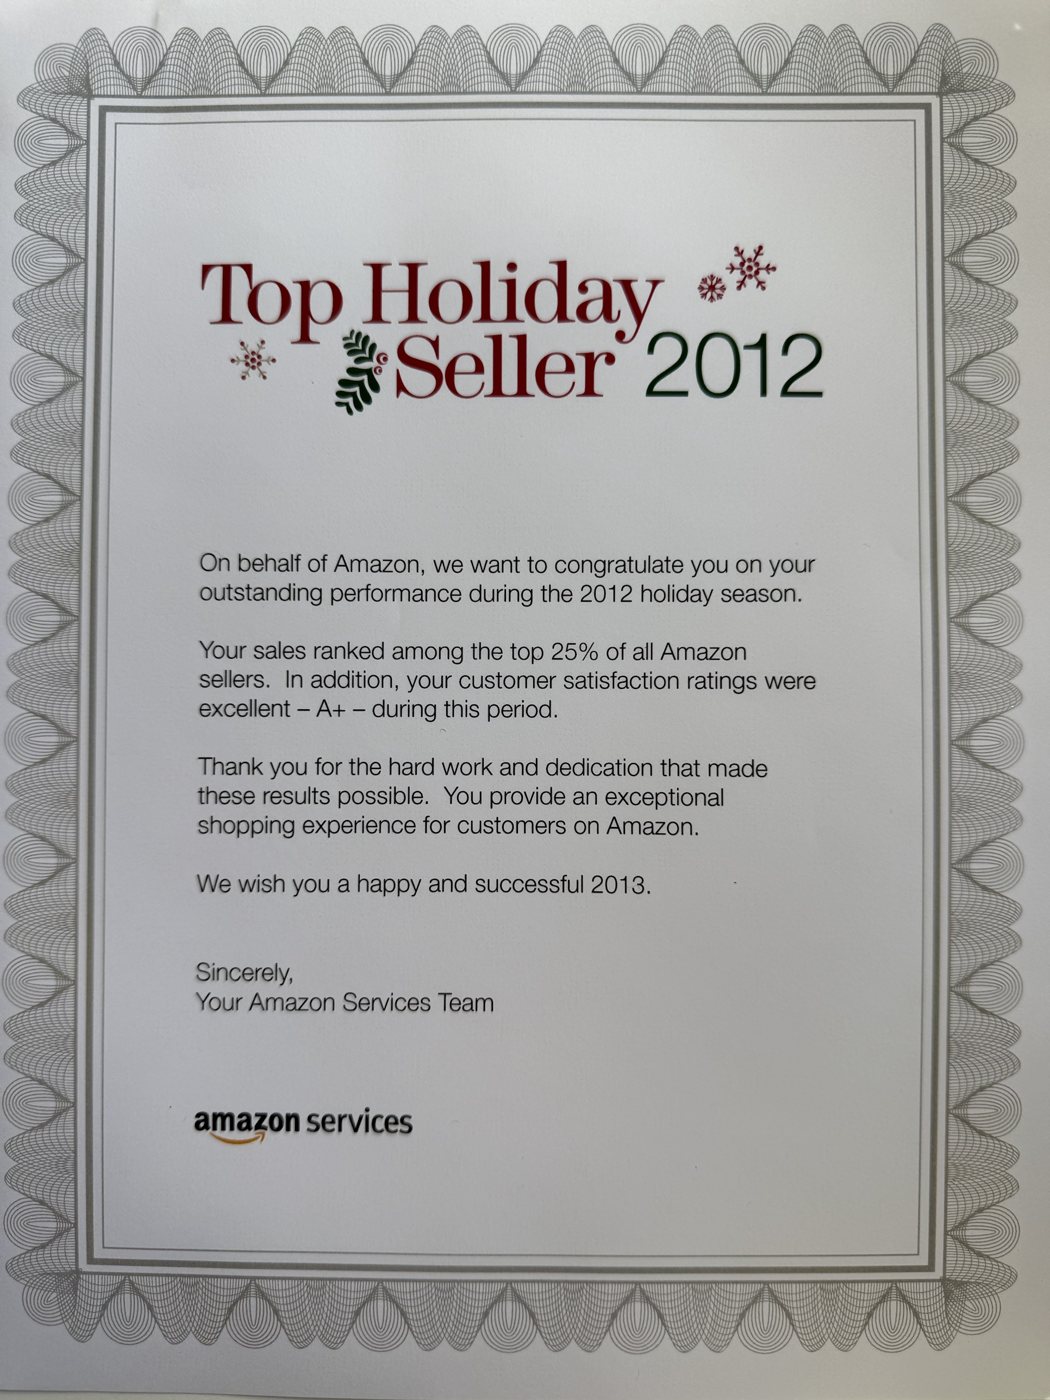 Top Holiday
Seller 2012
On behalf of Amazon, we want to congratulate you on your
outstanding performance during the 2012 holiday season.
Your sales ranked among the top 25% of all Amazon
sellers.  In addition, your customer satisfaction ratings were
excellent – A+ – during this period.
Thank you for the hard work and dedication that made
these results possible.  You provide an exceptional
shopping experience for customers on Amazon.
We wish you a happy and successful 2013.
Sincerely,
Your Amazon Services Team
amazon services